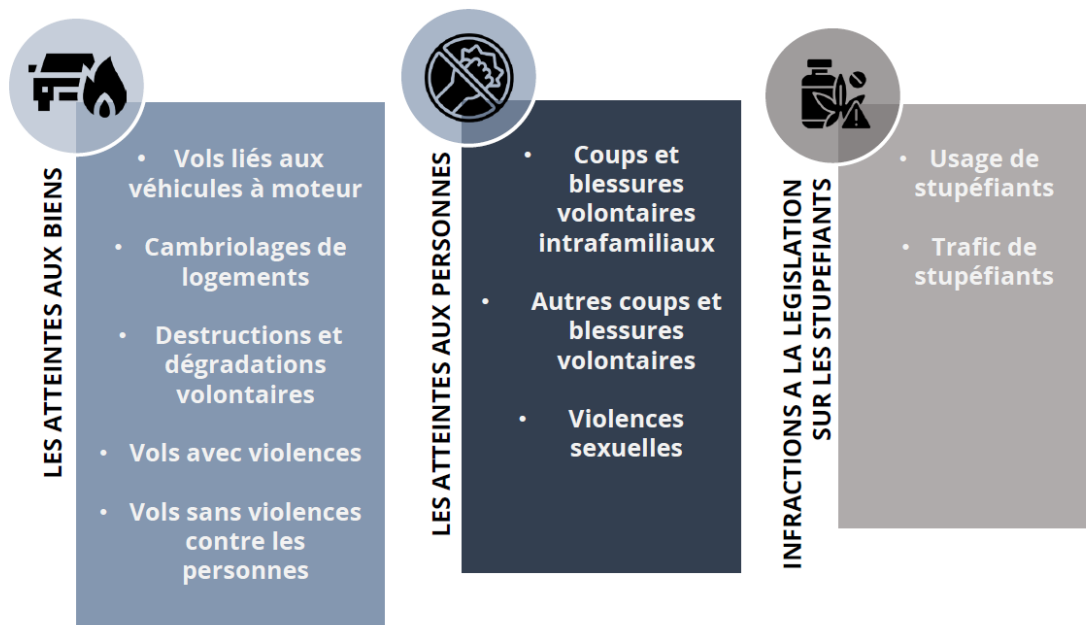 LES ATTEINTES AUX BIENS
• Vols liés aux
véhicules à moteur
• Cambriolages de
logements
• Destructions et
dégradations
volontaires
• Vols avec violences
• Vols sans violences
contre les
personnes
LES ATTEINTES AUX PERSONNES
• Coups et
blessures
volontaires
intrafamiliaux
• Autres coups et
blessures
volontaires
• Violences
sexuelles
INFRACTIONS A LA LEGISLATION
SUR LES STUPEFIANTS
• Usage de
stupéfiants
• Trafic de
stupéfiants